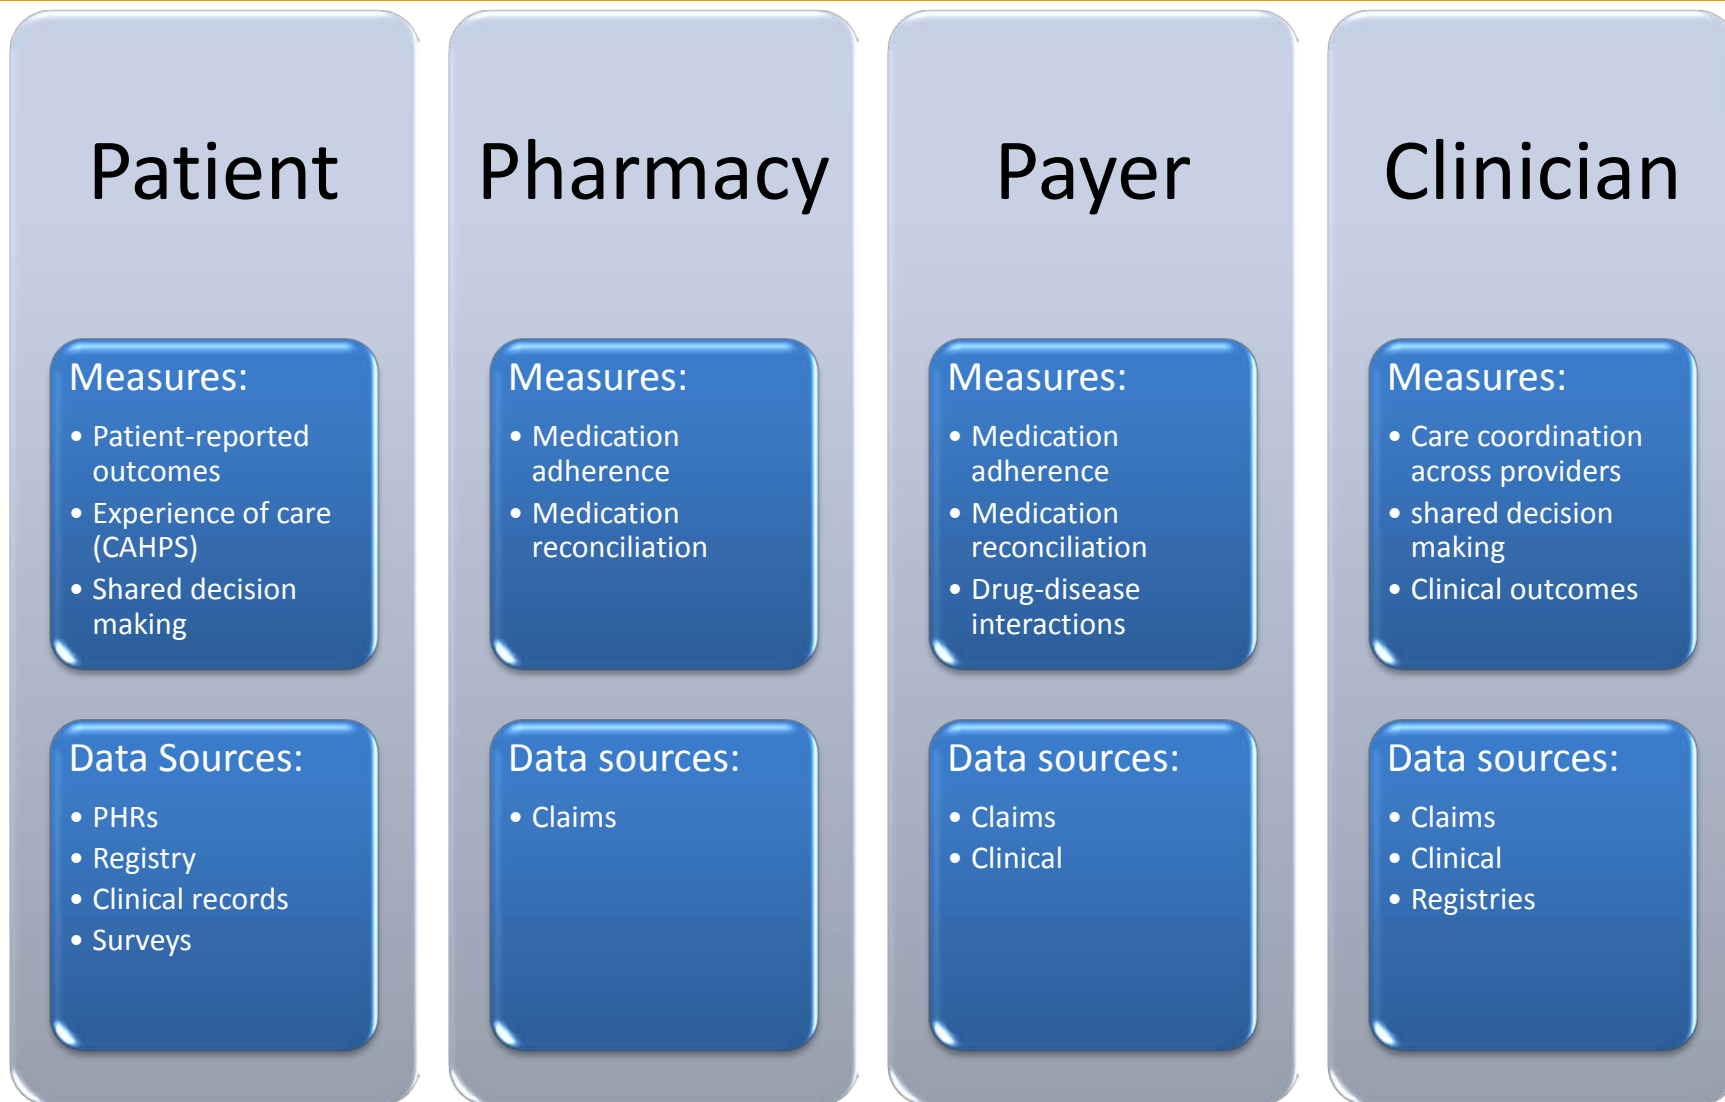 Patient
Measures:
• Patient-reported
outcomes
• Experience of care
(CAHPS)
• Shared decision
making
Data Sources:
• PHRs
• Registry
• Clinical records
• Surveys
Pharmacy
Measures:
• Medication
adherence
• Medication
reconciliation
Data sources:
• Claims
Payer
Measures:
• Medication
adherence
• Medication
reconciliation
• Drug-disease
interactions
Data sources:
• Claims
• Clinical
Clinician
Measures:
• Care coordination
across providers
• shared decision
making
• Clinical outcomes
Data sources:
• Claims
• Clinical
• Registries